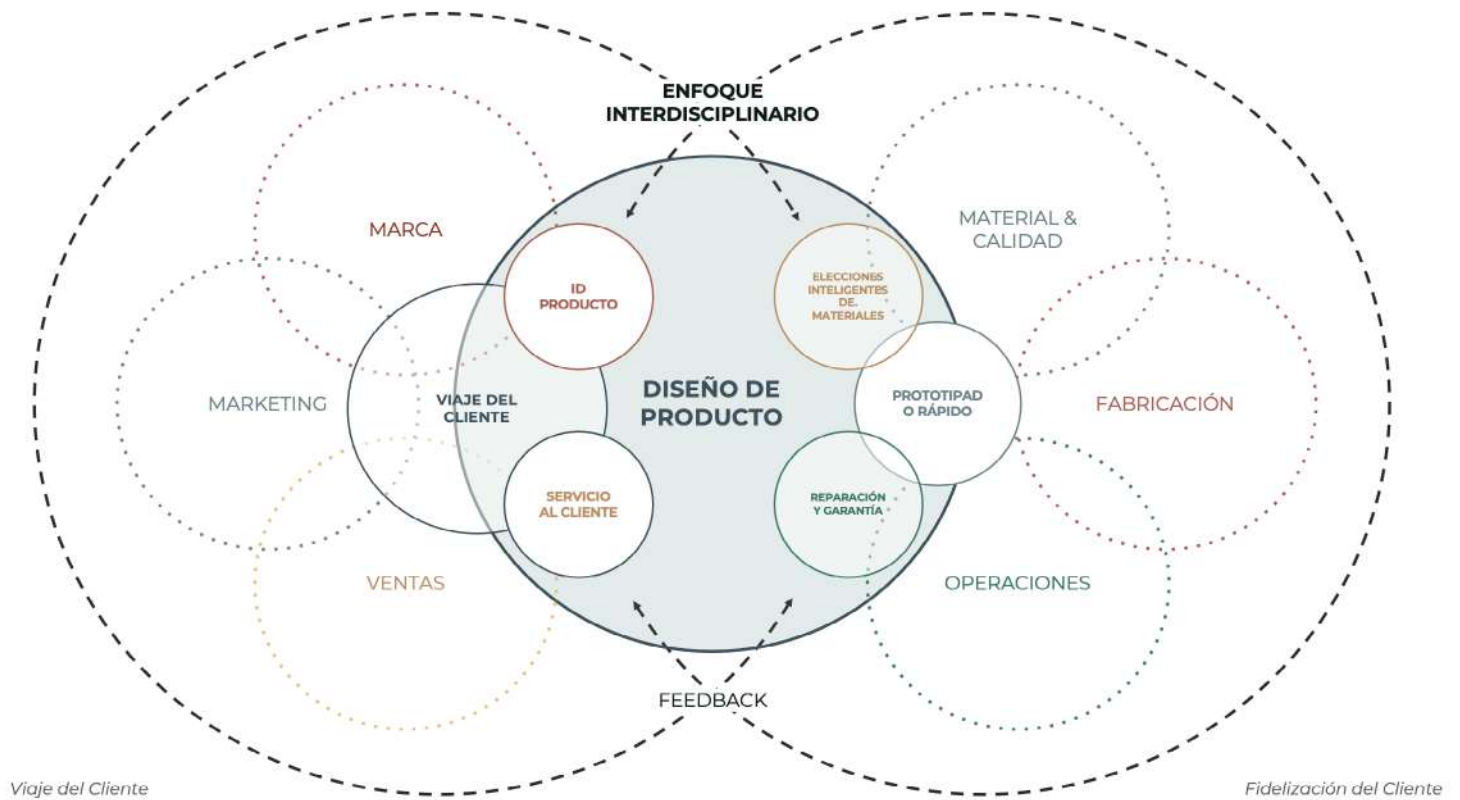 ENFOQUE
INTERDISCIPLINARIO
MARCA
MATERIAL &
CALIDAD
ID
PRODUCTO
ELECCIONES
INTELIGENTES
DE.
MATERIALES
MARKETING
VIAJE DEL
CLIENTE
DISEÑO DE
PRODUCTO
PROTOTIPAD
O RÁPIDO
FABRICACIÓN
SERVICIO
AL CLIENTE
REPARACIÓN
Y GARANTÍA
VENTAS
OPERACIONES
FEEDBACK
Viaje del Cliente
Fidelización del Cliente